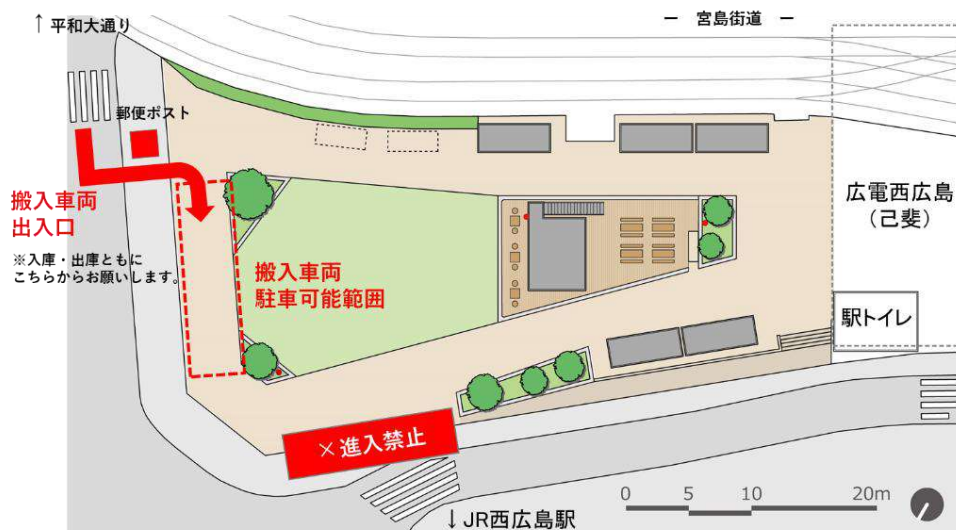 ↑ 平和大通り
ー 宮島街道 ー
郵便ポスト
搬入車両
出入口
※入庫・出庫ともに
こちらからお願いします。
搬入車両
駐車可能範囲
広電西広島
（己斐）
駅トイレ
×進入禁止
0 5 10 20m
↓JR西広島駅